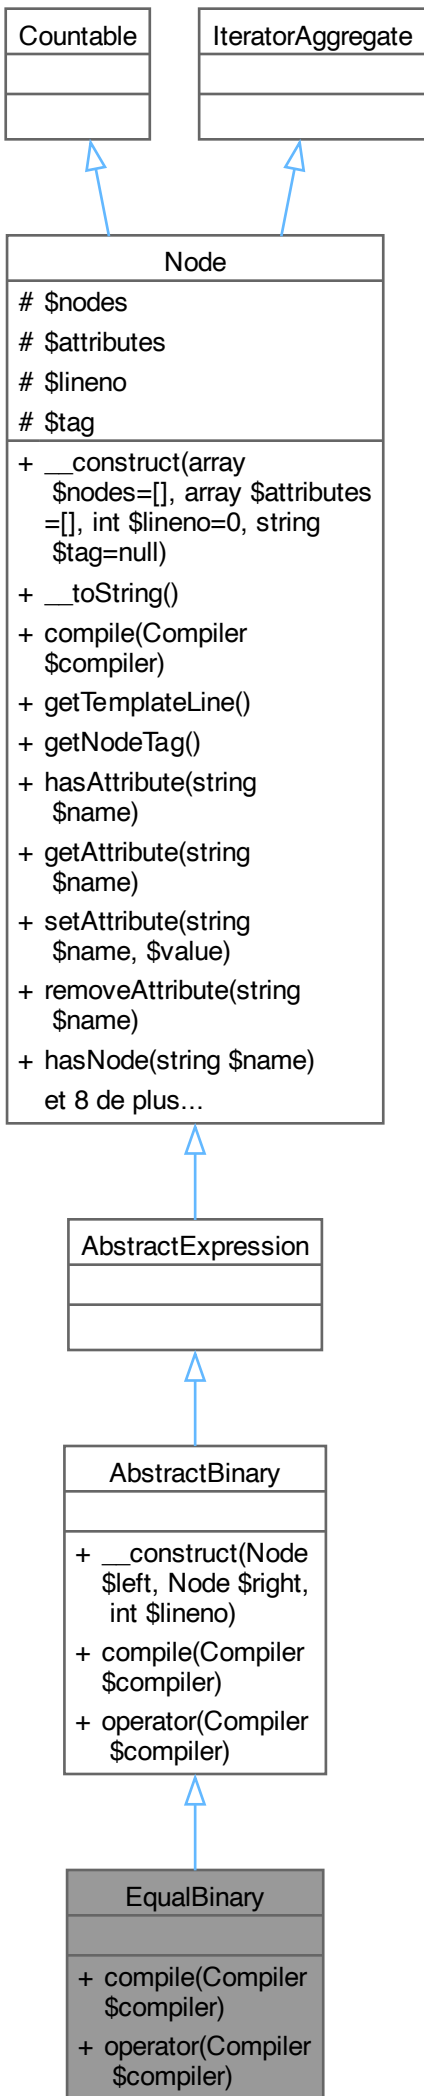 Countable
IteratorAggregate
Node
# $nodes
# $attributes
# $lineno
# $tag
+ __construct(array
$nodes=[], array $attributes
=[], int $lineno=0, string
$tag=null)
+ __toString()
+ compile(Compiler
$compiler)
+ getTemplateLine()
+ getNodeTag()
+ hasAttribute(string
$name)
+ getAttribute(string
$name)
+ setAttribute(string
$name, $value)
+ removeAttribute(string
$name)
+ hasNode(string $name)
et 8 de plus...
AbstractExpression
AbstractBinary
+ __construct(Node
$left, Node $right,
int $lineno)
+ compile(Compiler
$compiler)
+ operator(Compiler
$compiler)
EqualBinary
+ compile(Compiler
$compiler)
+ operator(Compiler
$compiler)